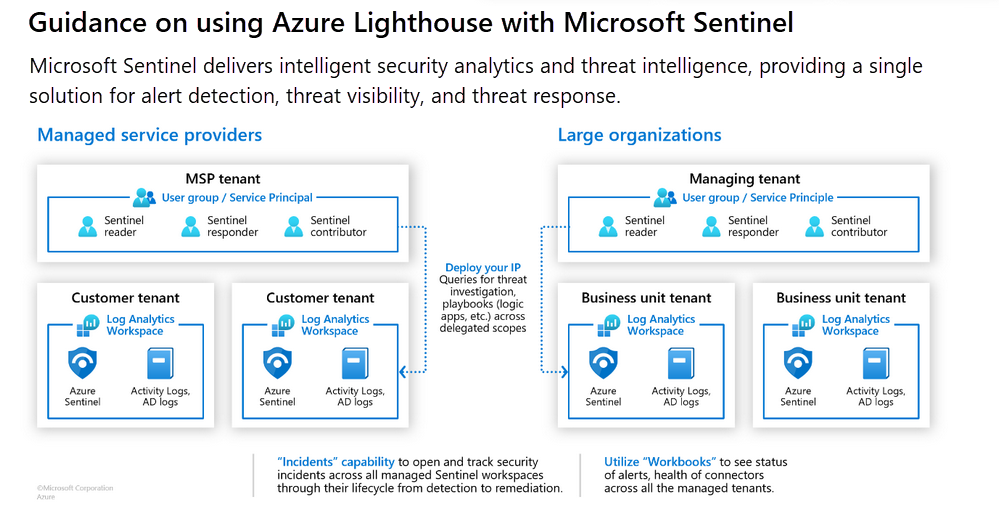 Guidance on using Azure Lighthouse with Microsoft Sentinel
Microsoft Sentinel delivers intelligent security analytics and threat intelligence, providing a single
solution for alert detection, threat visibility, and threat response.
Managed service providers
MSP tenant
User group / Service Principal
Sentinel
reader
Sentinel
responder
Sentinel
contributor
Customer tenant
Log Analytics
Workspace
Azure
Sentinel
Activity Logs,
AD logs
Customer tenant
Log Analytics
Workspace
Azure
Sentinel
Activity Logs,
AD logs
Deploy your IP
Queries for threat
investigation,
playbooks (logic
apps, etc.) across
delegated scopes
Large organizations
Managing tenant
User group / Service Principle
Sentinel
reader
Sentinel
responder
Sentinel
contributor
Business unit tenant
Log Analytics
Workspace
Azure
Sentinel
Activity Logs,
AD logs
Business unit tenant
Log Analytics
Workspace
Azure
Sentinel
Activity Logs,
AD logs
"Incidents" capability to open and track security
incidents across all managed Sentinel workspaces
through their lifecycle from detection to remediation.
Utilize "Workbooks" to see status
of alerts, health of connectors
across all the managed tenants.
©Microsoft Corporation
Azure